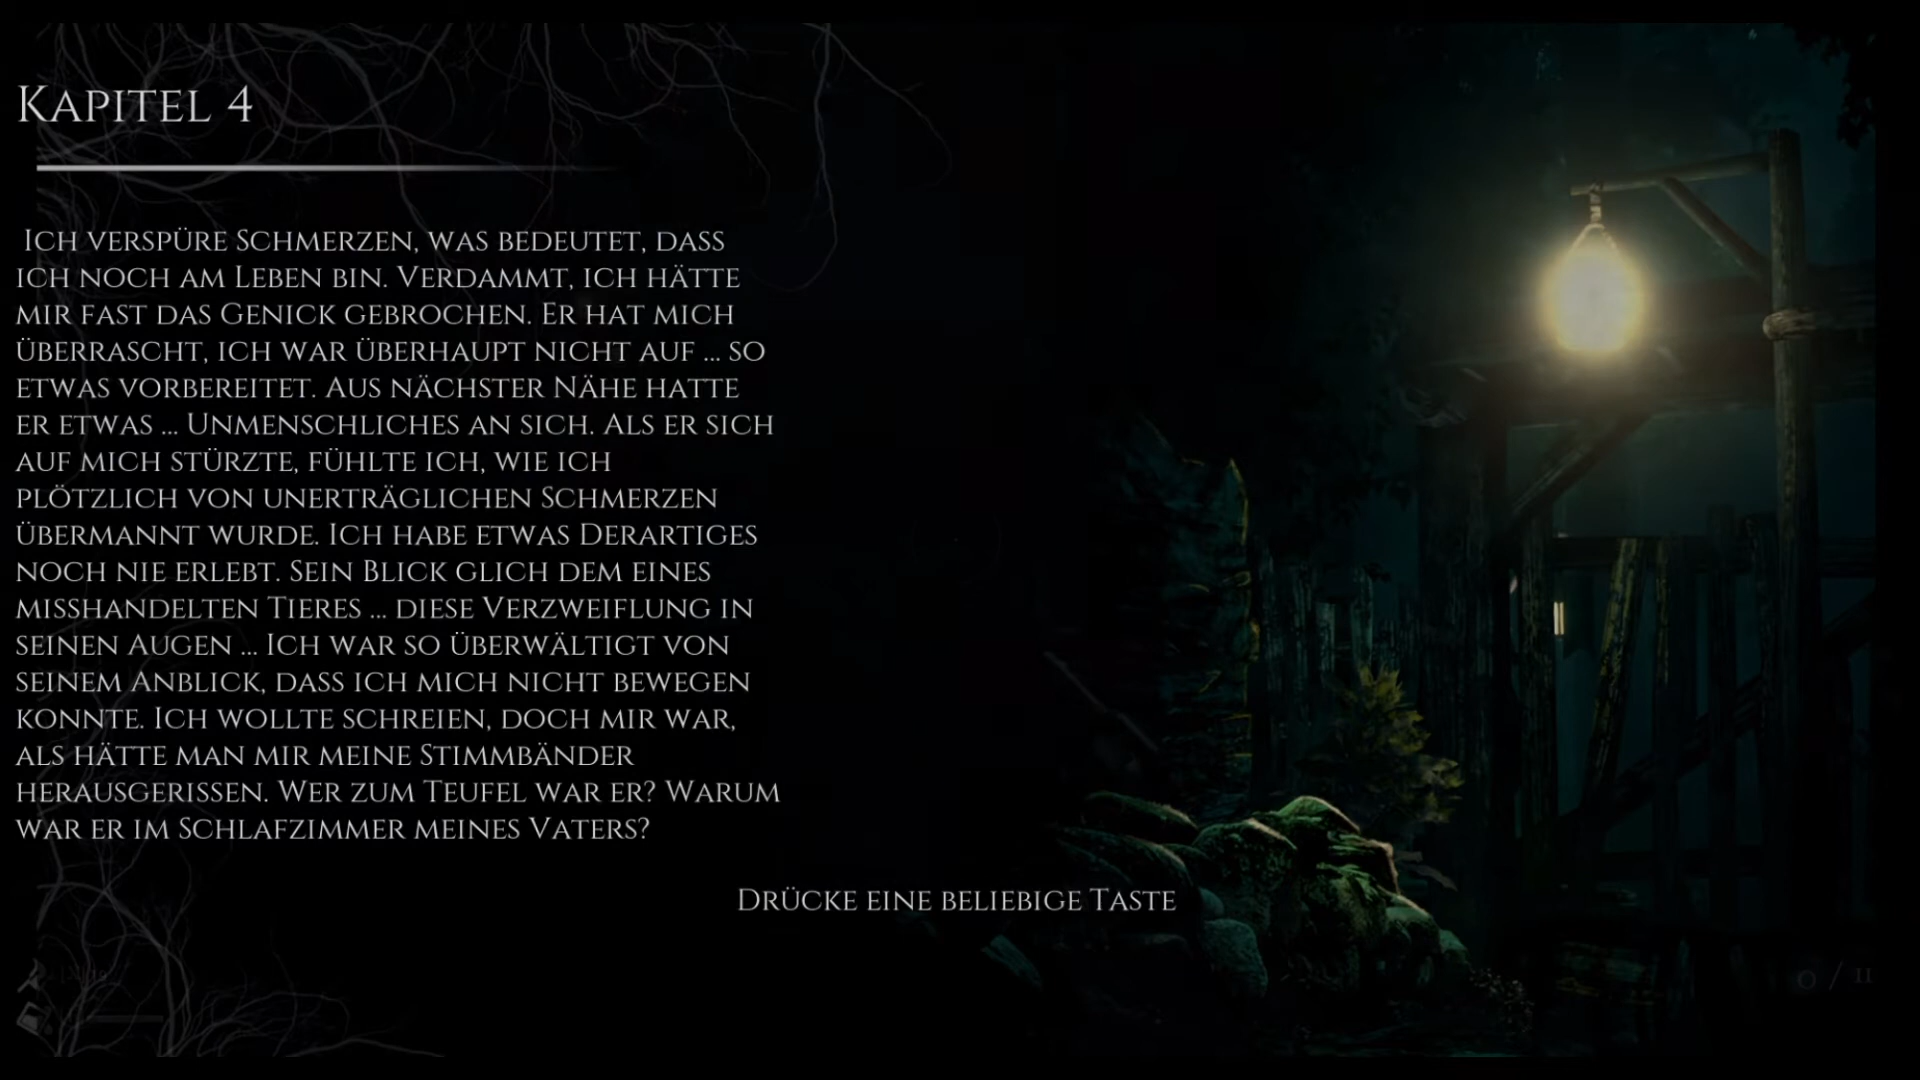 Kapitel 4
Ich verspüre Schmerzen, was bedeutet, dass
ich noch am Leben bin. Verdammt, ich hätte
mir fast das Genick gebrochen. Er hat mich
überrascht, ich war überhaupt nicht auf ... so
etwas vorbereitet. Aus nächster Nähe hatte
er etwas ... Unmenschliches an sich. Als er sich
auf mich stürzte, fühlte ich, wie ich
plötzlich von unerträglichen Schmerzen
übermannt wurde. Ich habe etwas Derartiges
noch nie erlebt. Sein Blick glich dem eines
misshandelten Tieres ... diese Verzweiflung in
seinen Augen ... Ich war so überwältigt von
seinem Anblick, dass ich mich nicht bewegen
konnte. Ich wollte schreien, doch mir war,
als hätte man mir meine Stimmbänder
herausgerissen. Wer zum Teufel war er? Warum
war er im Schlafzimmer meines Vaters?
Drücke eine beliebige Taste
0 / 11